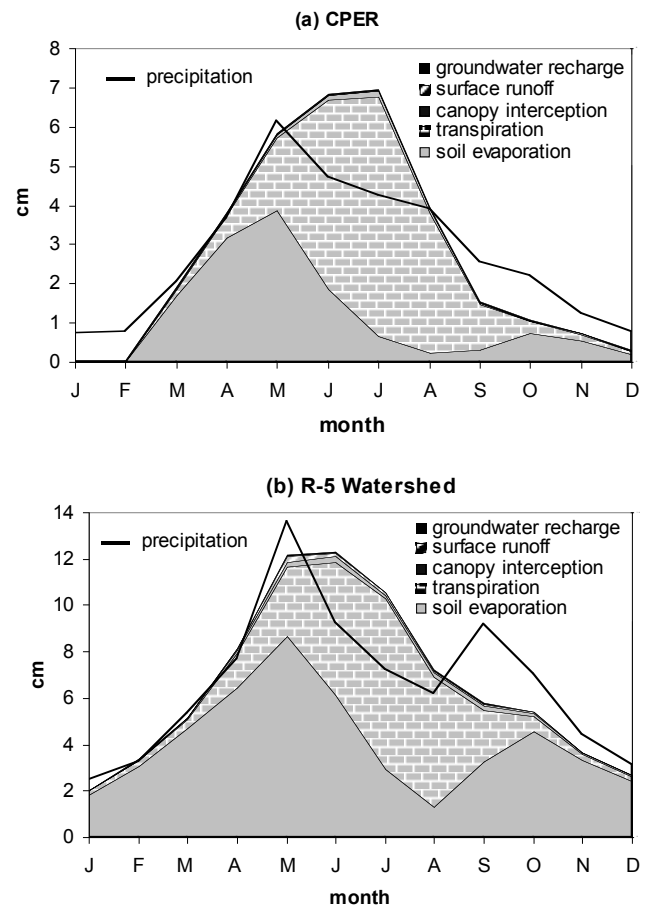 (a) CPER
8
7
6
5
4
3
2
1
0
cm
precipitation
groundwater recharge
surface runoff
canopy interception
transpiration
soil evaporation
J F M A M J J A S O N D
month
(b) R-5 Watershed
14
12
10
8
6
4
2
0
cm
precipitation
groundwater recharge
surface runoff
canopy interception
transpiration
soil evaporation
J F M A M J J A S O N D
month